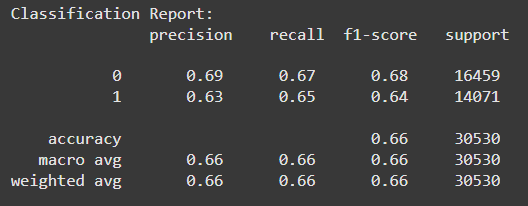 Classification Report:
precision recall f1-score support
0 0.69 0.67 0.68 16459
1 0.63 0.65 0.64 14071
accuracy 0.66 30530
macro avg 0.66 0.66 0.66 30530
weighted avg 0.66 0.66 0.66 30530